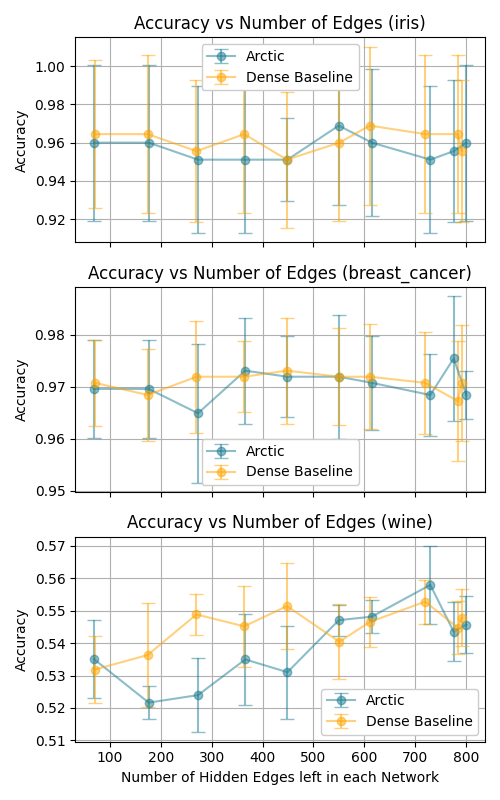 Accuracy vs Number of Edges (iris)
Accuracy
1.00
0.98
0.96
0.94
0.92
Arctic
Dense Baseline
Accuracy vs Number of Edges (breast_cancer)
Accuracy
0.98
0.97
0.96
0.95
Arctic
Dense Baseline
Accuracy vs Number of Edges (wine)
Accuracy
0.57
0.56
0.55
0.54
0.53
0.52
0.51
Arctic
Dense Baseline
100 200 300 400 500 600 700 800
Number of Hidden Edges left in each Network